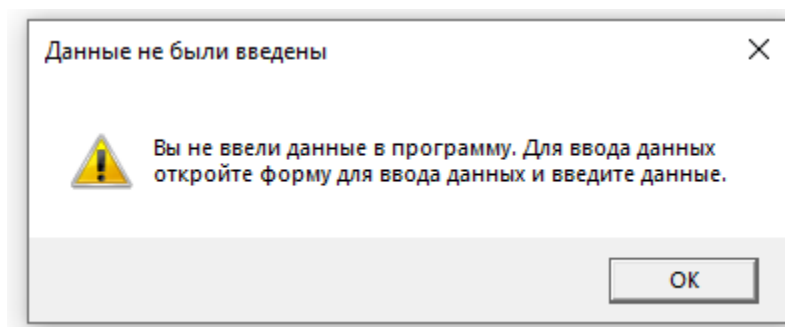 Данные не были введены
Вы не ввели данные в программу. Для ввода данных
откройте форму для ввода данных и введите данные.
ОК